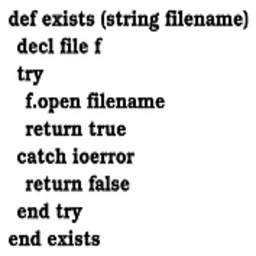 def exists (string filename)
  decl file f
  try
    f.open filename
    return true
  catch ioerror
    return false
  end try
end exists